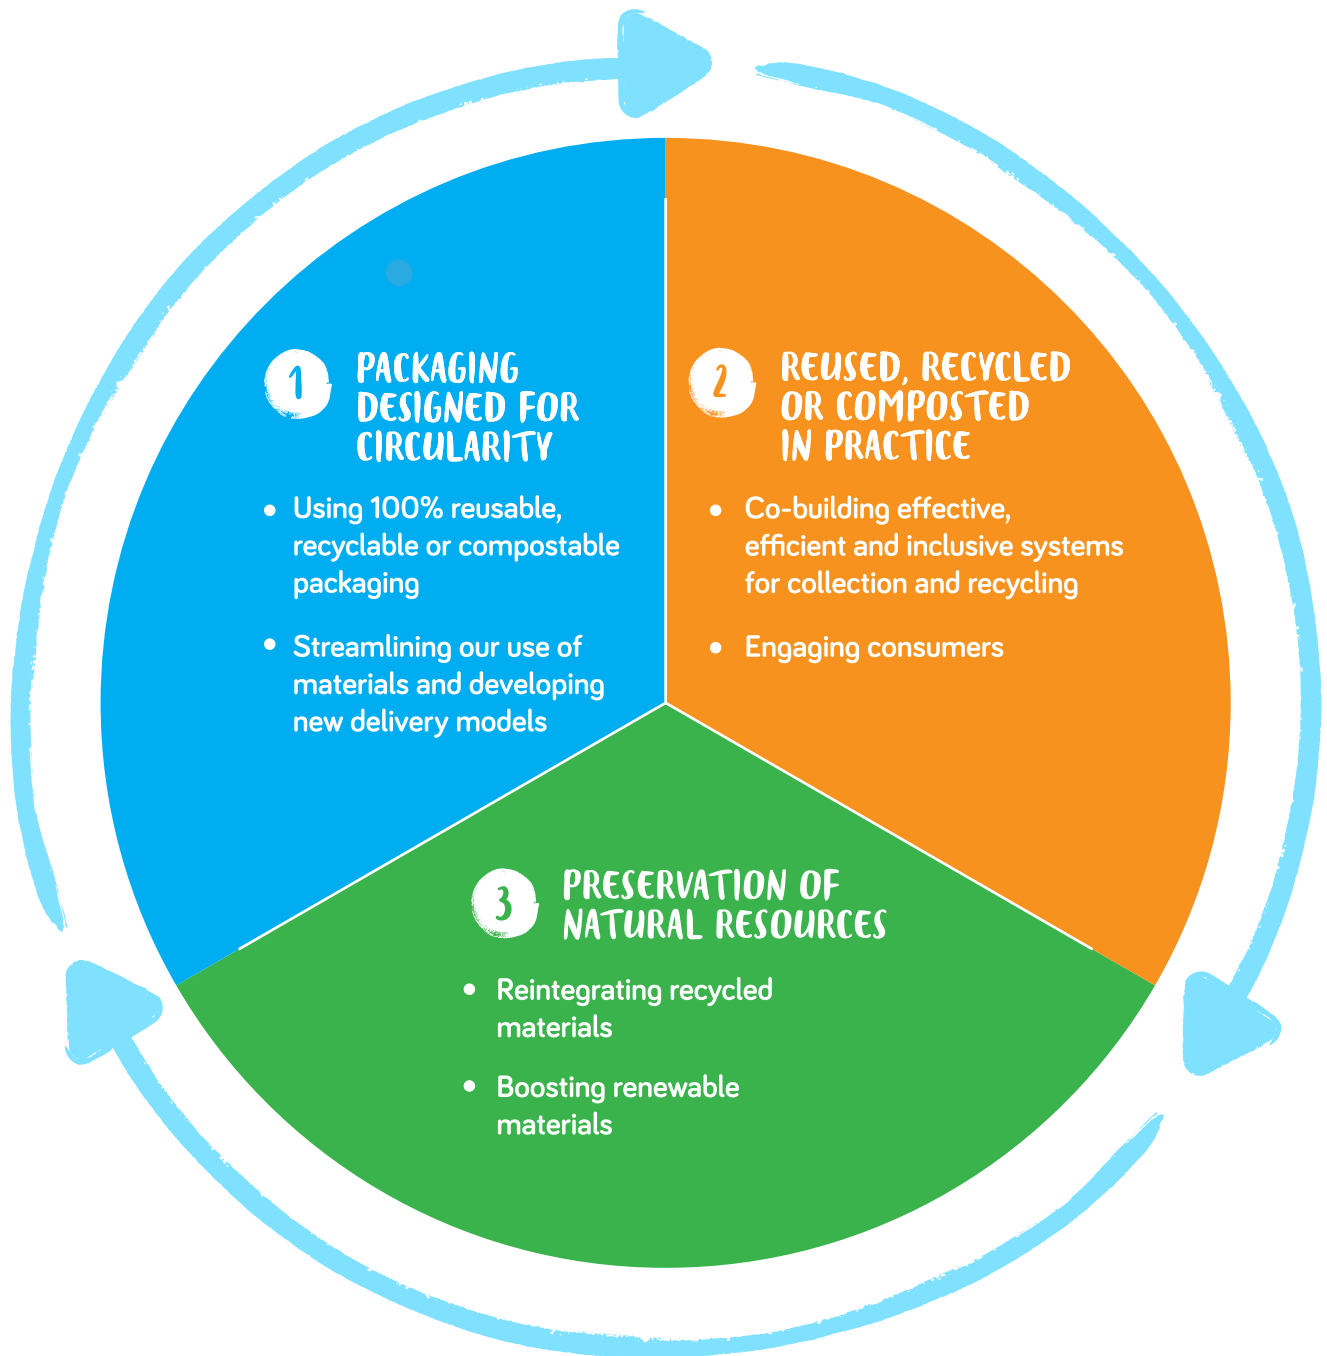 1
PACKAGING
DESIGNED FOR
CIRCULARITY
• Using 100% reusable,
recyclable or compostable
packaging
• Streamlining our use of
materials and developing
new delivery models
2
REUSED, RECYCLED
OR COMPOSTED
IN PRACTICE
• Co-building effective,
efficient and inclusive systems
for collection and recycling
• Engaging consumers
3
PRESERVATION OF
NATURAL RESOURCES
• Reintegrating recycled
materials
• Boosting renewable
materials